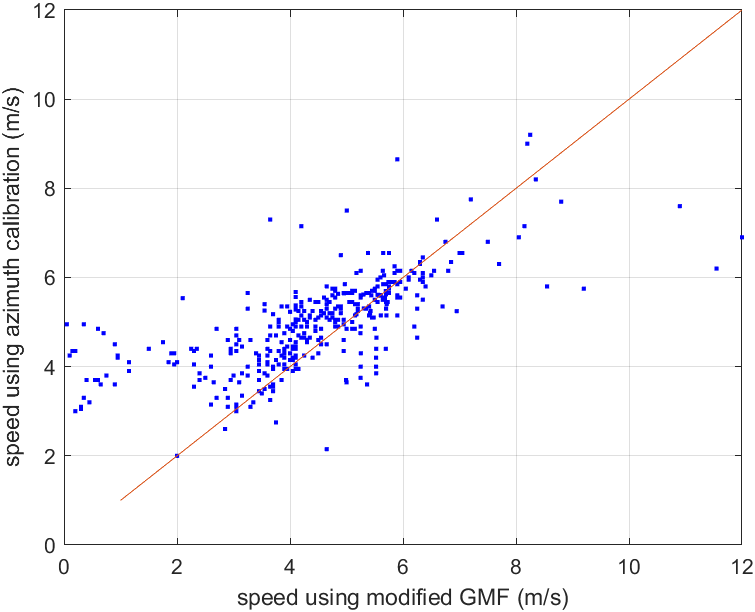 12
10
8
6
4
2
0
speed using azimuth calibration (m/s)
0 2 4 6 8 10 12
speed using modified GMF (m/s)